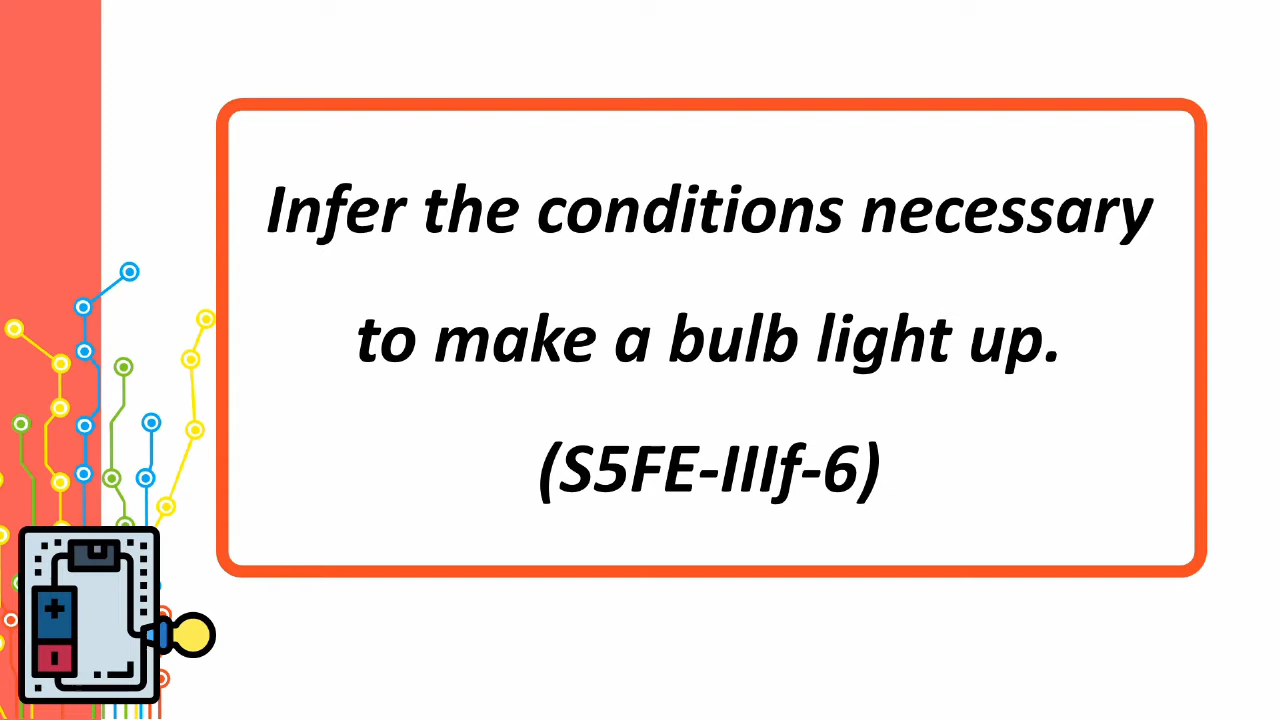 Infer the conditions necessary
to make a bulb light up.
(S5FE-IIIf-6)